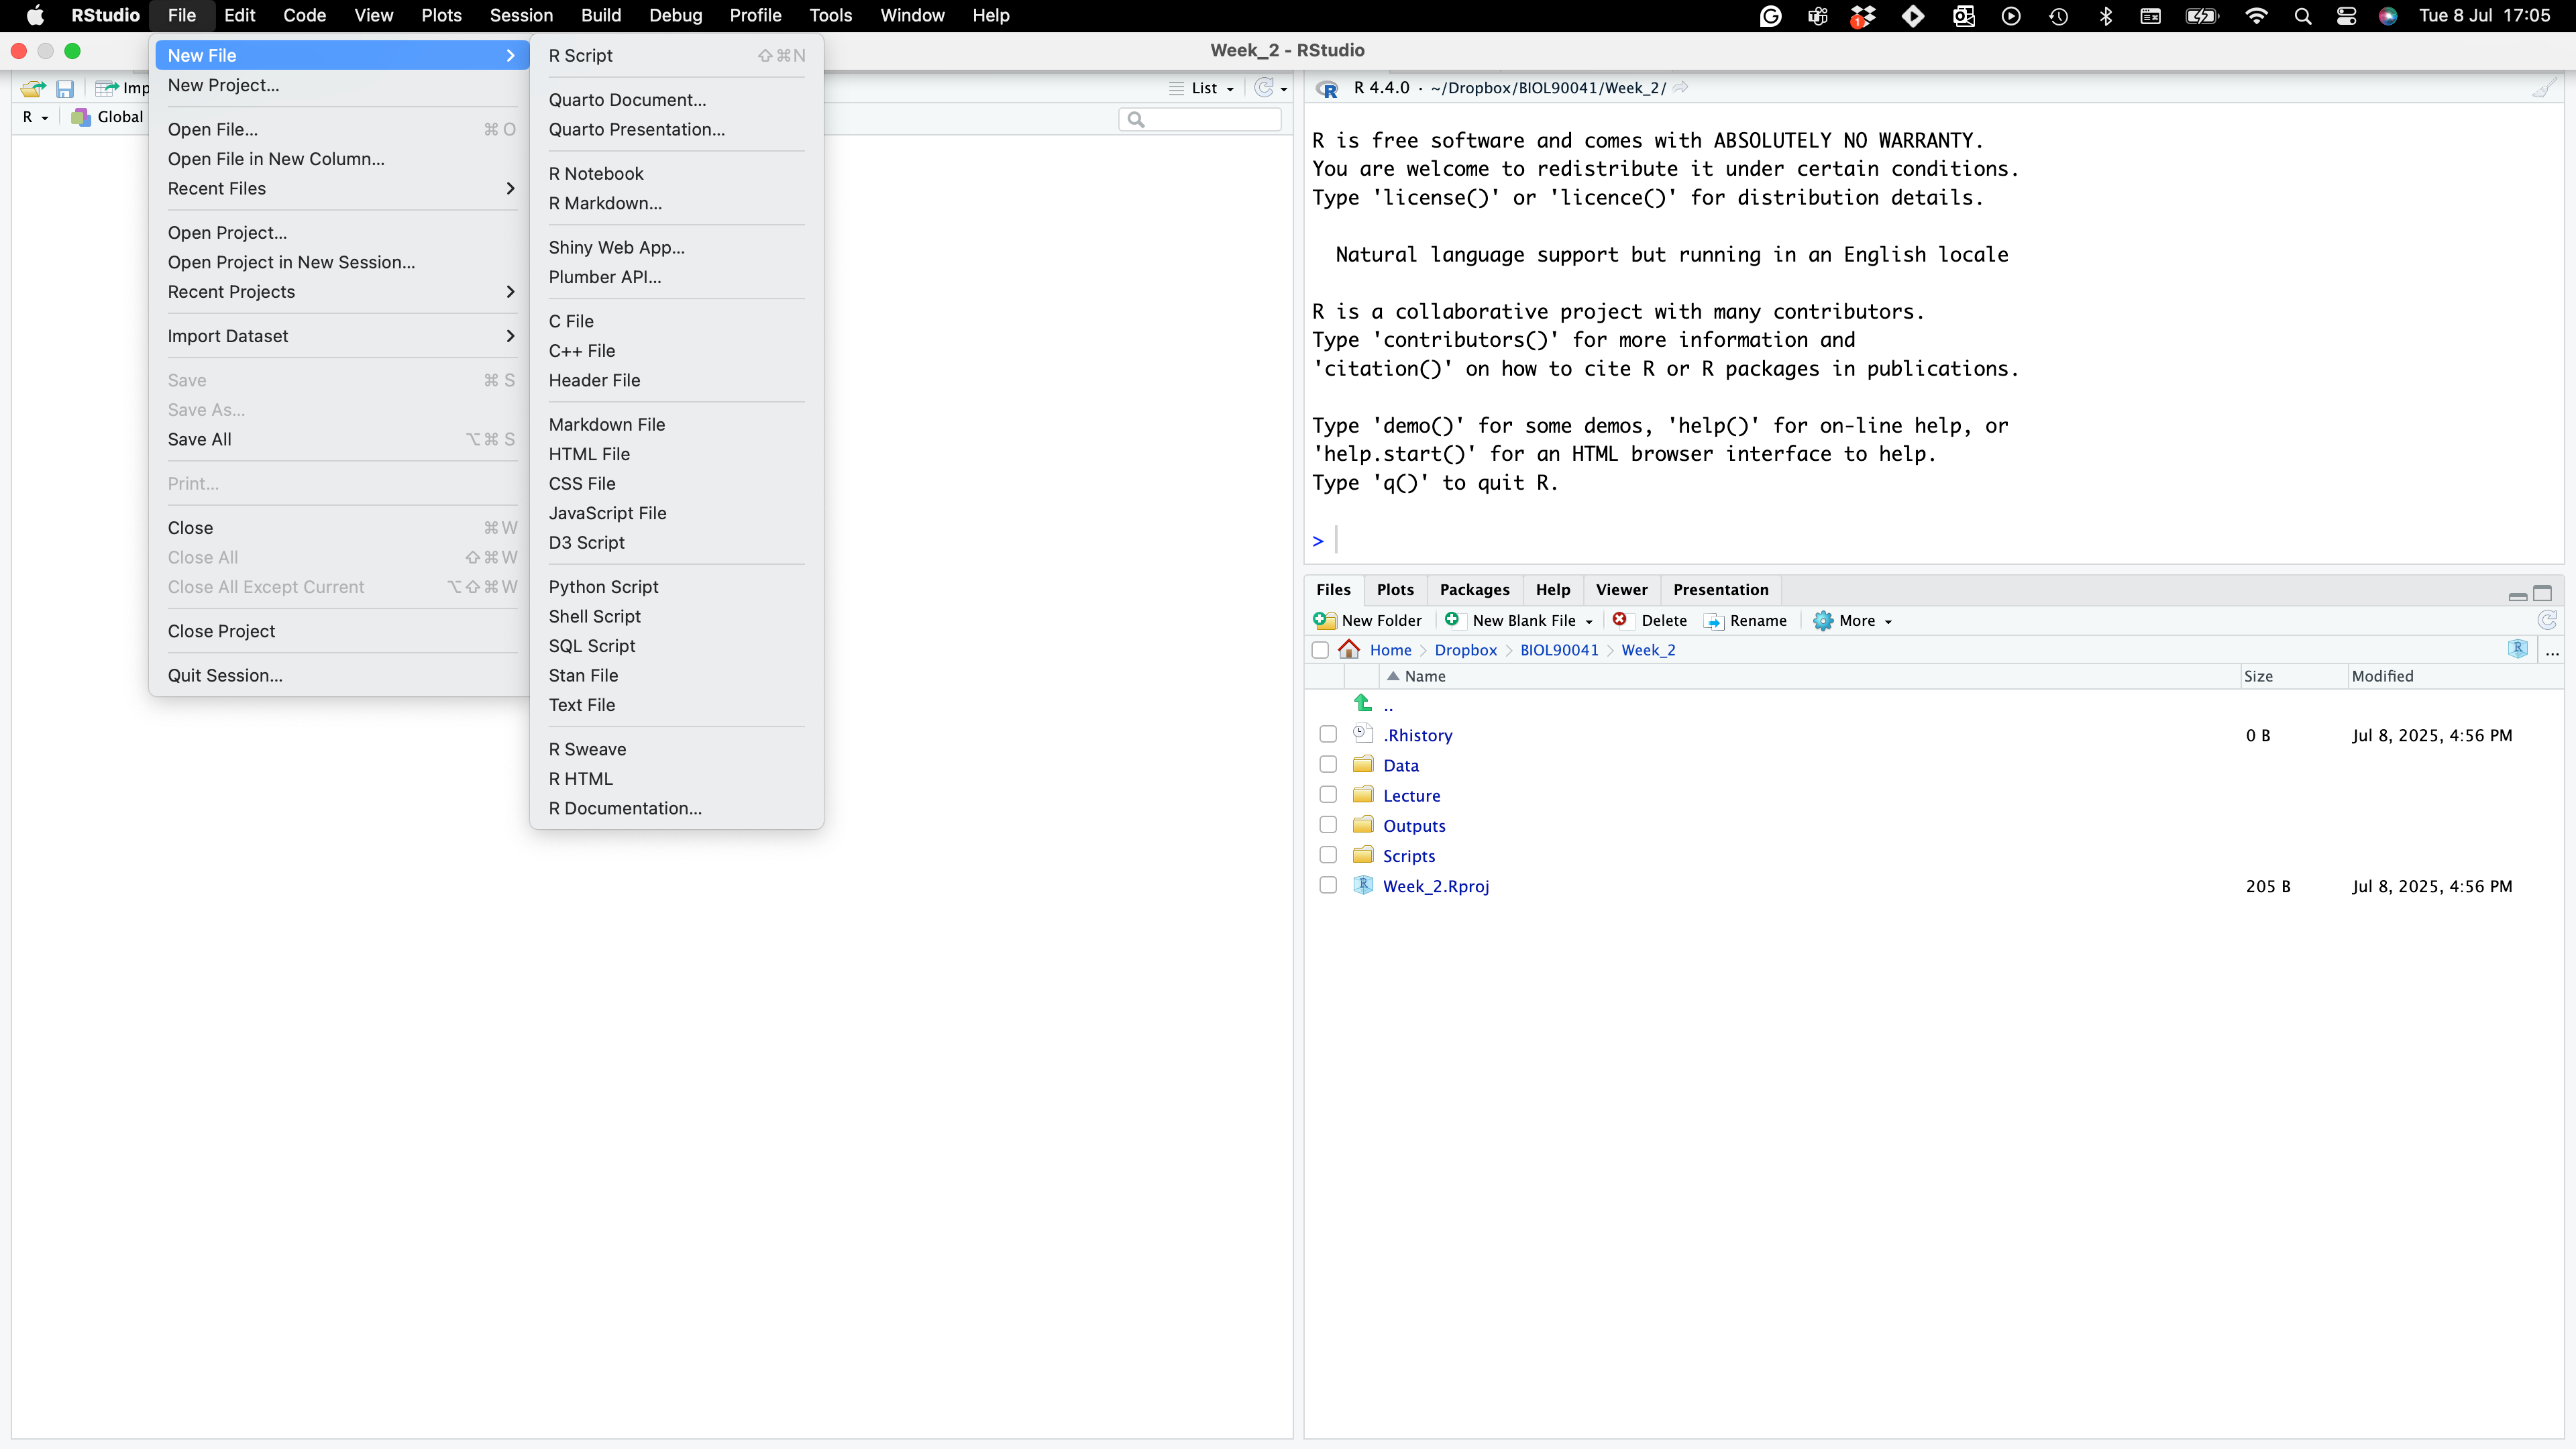 RStudio File Edit Code View Plots Session Build Debug Profile Tools Window Help 1 Tue 8 Jul 17:05
Week_2 - RStudio
New File
New Project...
Open File... ⌘ O
Open File in New Column...
Recent Files
Open Project...
Open Project in New Session...
Recent Projects
Import Dataset
Save ⌘ S
Save As...
Save All ⌥⌘ S
Print...
Close ⌘W
Close All ⇧⌘W
Close All Except Current ⌥⇧⌘W
Close Project
Quit Session...
R Script ⇧⌘N
Quarto Document...
Quarto Presentation...
R Notebook
R Markdown...
Shiny Web App...
Plumber API...
C File
C++ File
Header File
Markdown File
HTML File
CSS File
JavaScript File
D3 Script
Python Script
Shell Script
SQL Script
Stan File
Text File
R Sweave
R HTML
R Documentation...
Imp
List
R Global
R 4.4.0 · ~/Dropbox/BIOL90041/Week_2/
R is free software and comes with ABSOLUTELY NO WARRANTY.
You are welcome to redistribute it under certain conditions.
Type 'license()' or 'licence()' for distribution details.
Natural language support but running in an English locale
R is a collaborative project with many contributors.
Type 'contributors()' for more information and
'citation()' on how to cite R or R packages in publications.
Type 'demo()' for some demos, 'help()' for on-line help, or
'help.start()' for an HTML browser interface to help.
Type 'q()' to quit R.
>
Files Plots Packages Help Viewer Presentation
New Folder New Blank File Delete Rename More
Home Dropbox BIOL90041 Week_2 R ...
Name Size Modified
..
.Rhistory 0 B Jul 8, 2025, 4:56 PM
Data
Lecture
Outputs
Scripts
Week_2.Rproj 205 B Jul 8, 2025, 4:56 PM